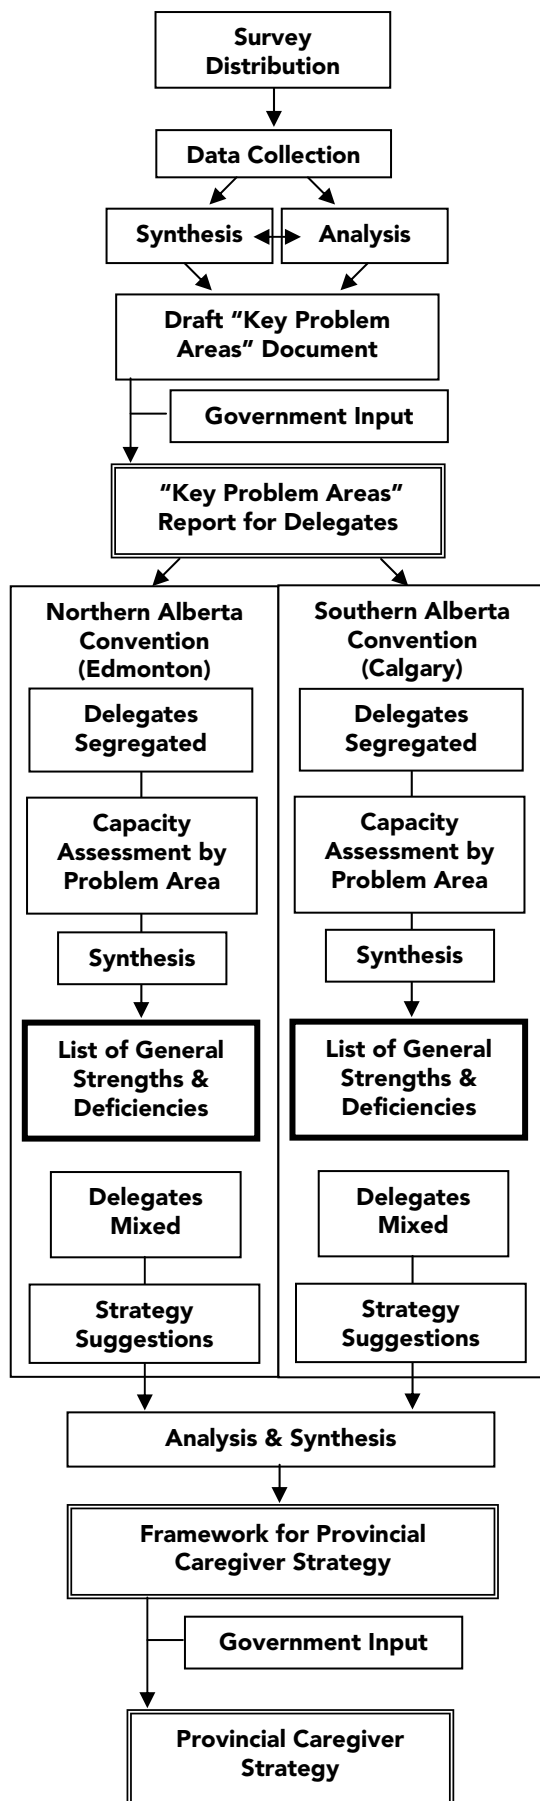 Survey
Distribution
Data Collection
Synthesis
Analysis
Draft “Key Problem
Areas” Document
Government Input
“Key Problem Areas”
Report for Delegates
Northern Alberta
Convention
(Edmonton)
Delegates
Segregated
Capacity
Assessment by
Problem Area
Synthesis
List of General
Strengths &
Deficiencies
Delegates
Mixed
Strategy
Suggestions
Southern Alberta
Convention
(Calgary)
Delegates
Segregated
Capacity
Assessment by
Problem Area
Synthesis
List of General
Strengths &
Deficiencies
Delegates
Mixed
Strategy
Suggestions
Analysis & Synthesis
Framework for Provincial
Caregiver Strategy
Government Input
Provincial Caregiver
Strategy